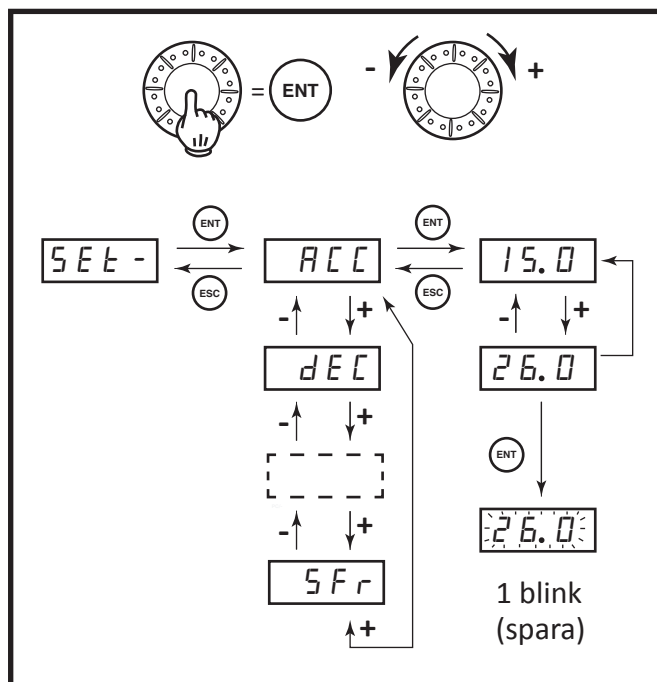 = ENT
- +
ENT ENT
SEt- ACC 15.0
ESC ESC
- + - +
dEC 26.0
- +
ENT
- +
26.0
SFr
1 blink
(spara)
+